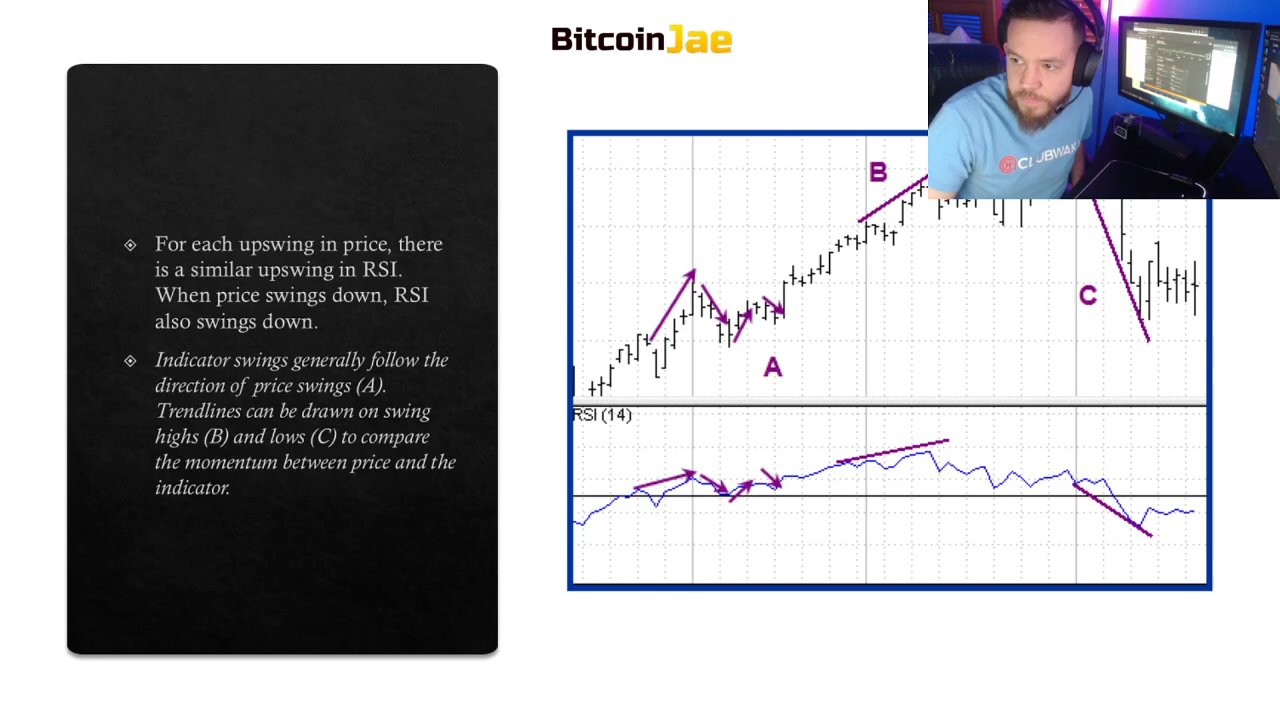 BitcoinJae
For each upswing in price, there
is a similar upswing in RSI.
When price swings down, RSI
also swings down.
Indicator swings generally follow the
direction of price swings (A).
Trendlines can be drawn on swing
highs (B) and lows (C) to compare
the momentum between price and the
indicator.
B
C
A
RSI (14)
CLUBWAK